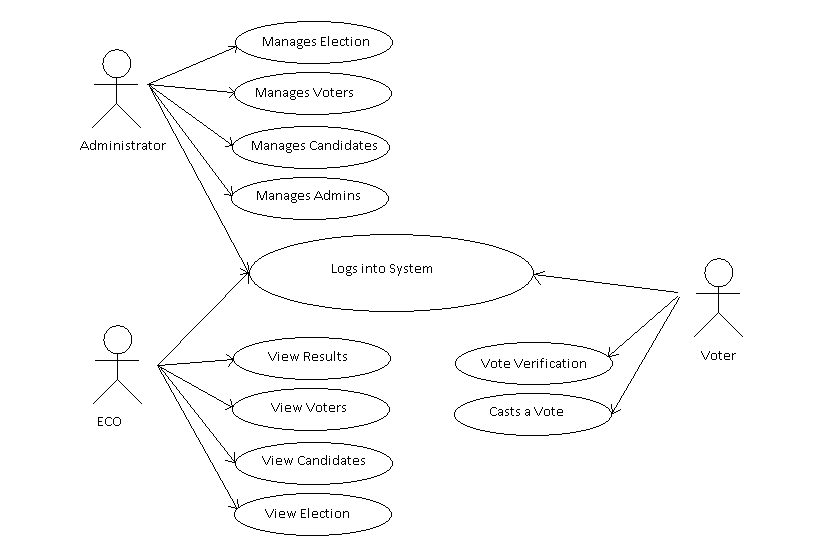 Manages Election
Manages Voters
Administrator
Manages Candidates
Manages Admins
Logs into System
Voter
View Results
Vote Verification
View Voters
Casts a Vote
ECO
View Candidates
View Election